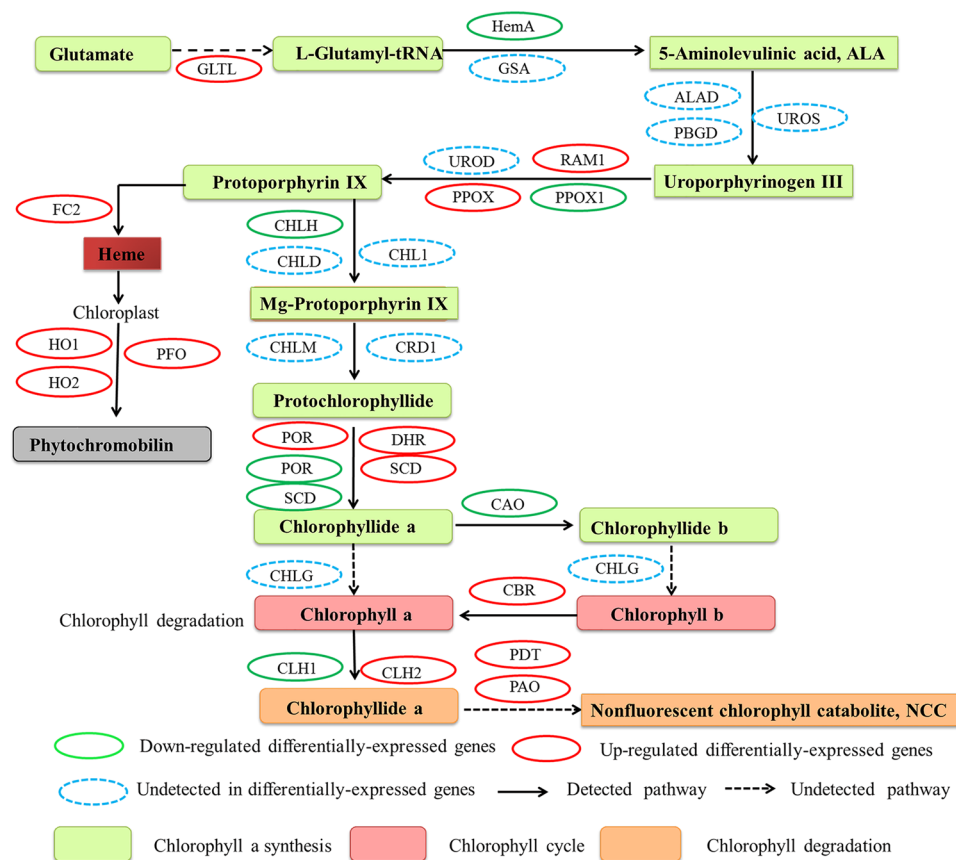 HemA
Glutamate
L-Glutamyl-tRNA
5-Aminolevulinic acid, ALA
GLTL
GSA
ALAD
UROS
PBGD
UROD
RAM1
Protoporphyrin IX
Uroporphyrinogen III
PPOX
PPOX1
FC2
CHLH
Heme
CHLD
CHL1
Chloroplast
Mg-Protoporphyrin IX
HO1
PFO
CHLM
CRD1
HO2
Protochlorophyllide
Phytochromobilin
POR
DHR
POR
SCD
SCD
CAO
Chlorophyllide a
Chlorophyllide b
CHLG
CHLG
CBR
Chlorophyll degradation
Chlorophyll a
Chlorophyll b
PDT
CLH1
CLH2
PAO
Chlorophyllide a
Nonfluorescent chlorophyll catabolite, NCC
Down-regulated differentially-expressed genes
Up-regulated differentially-expressed genes
Undetected in differentially-expressed genes
Detected pathway
Undetected pathway
Chlorophyll a synthesis
Chlorophyll cycle
Chlorophyll degradation